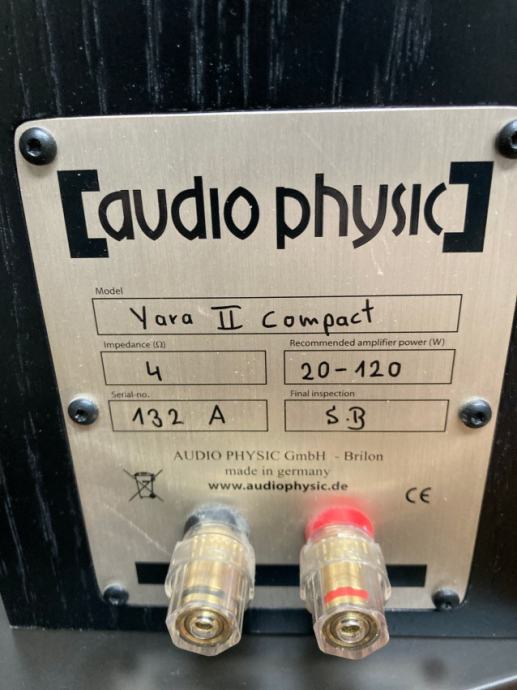 [audio physic]
Model
Yara II Compact
Impedance (Ω) Recommended amplifier power (W)
4 20-120
Serial-no. Final inspection
132 A S.B
AUDIO PHYSIC GmbH - Brilon
made in germany
www.audiophysic.de
CE